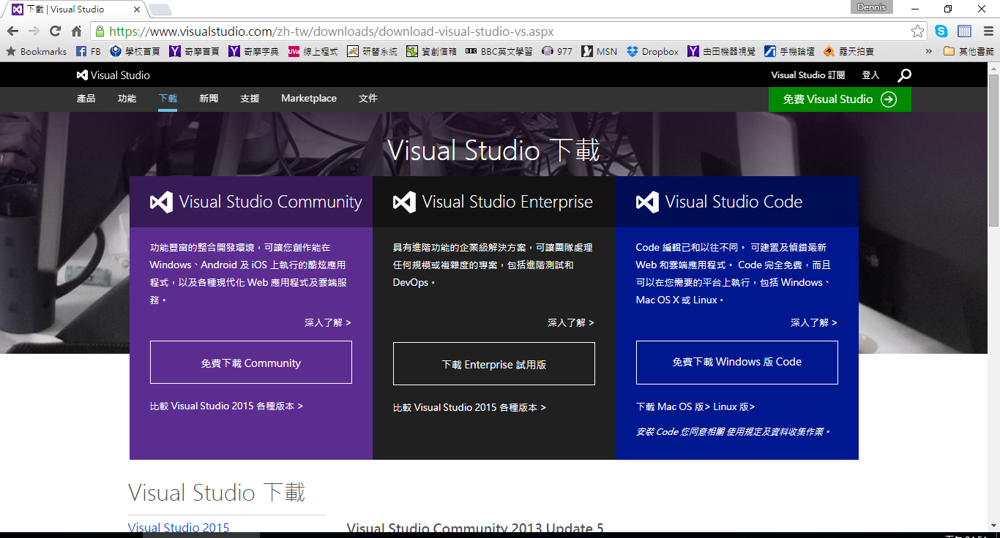 下載 | Visual Studio
Dennis
https://www.visualstudio.com/zh-tw/downloads/download-visual-studio-vs.aspx
Bookmarks FB 學校首頁 奇摩首頁 奇摩字典 UVa 線上程式 研替系統 資創信箱 BBC BBC英文學習 977 MSN Dropbox 由田機器視覺 手機論壇 露天拍賣 » 其他書籤
Visual Studio Visual Studio 訂閱 登入
產品 功能 下載 新聞 支援 Marketplace 文件 免費 Visual Studio
Visual Studio 下載
Visual Studio Community
功能豐富的整合開發環境，可讓您創作能在
Windows、Android 及 iOS 上執行的酷炫應用
程式，以及各種現代化 Web 應用程式及雲端服
務。
深入了解 >
免費下載 Community
比較 Visual Studio 2015 各種版本 >
Visual Studio Enterprise
具有進階功能的企業級解決方案，可讓團隊處理
任何規模或複雜度的專案，包括進階測試和
DevOps。
深入了解 >
下載 Enterprise 試用版
比較 Visual Studio 2015 各種版本 >
Visual Studio Code
Code 編輯已和以往不同。 可建置及偵錯最新
Web 和雲端應用程式。 Code 完全免費，而且
可以在您需要的平台上執行，包括 Windows、
Mac OS X 或 Linux。
深入了解 >
免費下載 Windows 版 Code
下載 Mac OS 版> Linux 版>
安裝 Code 您同意相關 使用規定及資料收集作業。
Visual Studio 下載
Visual Studio 2015
Visual Studio Community 2013 Update 5